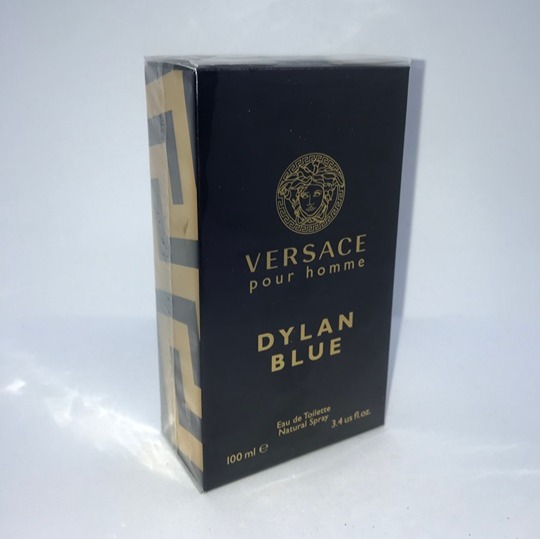 VERSACE
pour homme
DYLAN
BLUE
Eau de Toilette
Natural Spray
100 ml e 3.4 us fl.oz.